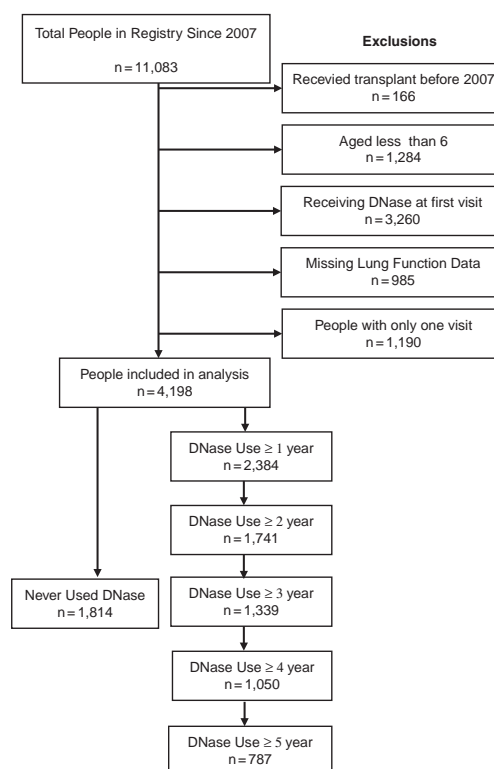 Total People in Registry Since 2007
n = 11,083
Exclusions
Recevied transplant before 2007
n = 166
Aged less than 6
n = 1,284
Receiving DNase at first visit
n = 3,260
Missing Lung Function Data
n = 985
People with only one visit
n = 1,190
People included in analysis
n = 4,198
DNase Use ≥ 1 year
n = 2,384
DNase Use ≥ 2 year
n = 1,741
Never Used DNase
n = 1,814
DNase Use ≥ 3 year
n = 1,339
DNase Use ≥ 4 year
n = 1,050
DNase Use ≥ 5 year
n = 787